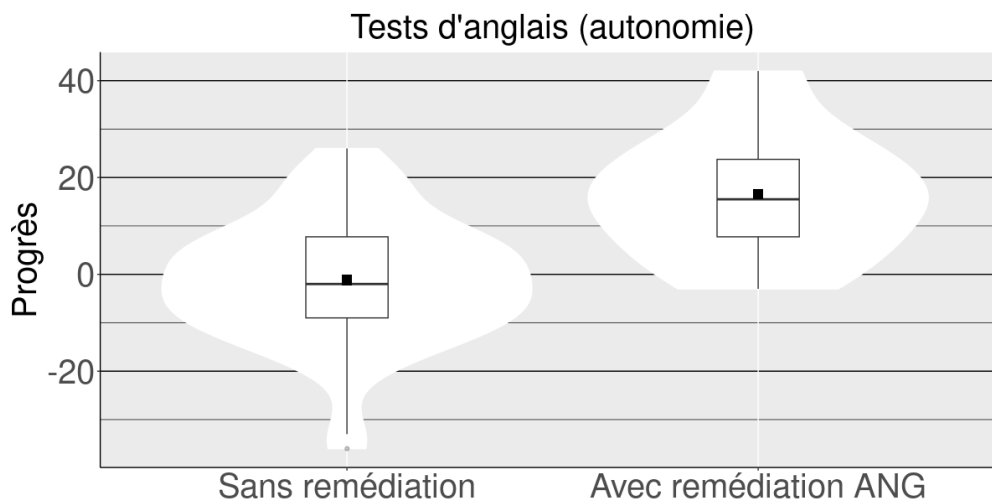 Tests d'anglais (autonomie)
Progrès
40
20
0
-20
Sans remédiation
Avec remédiation ANG